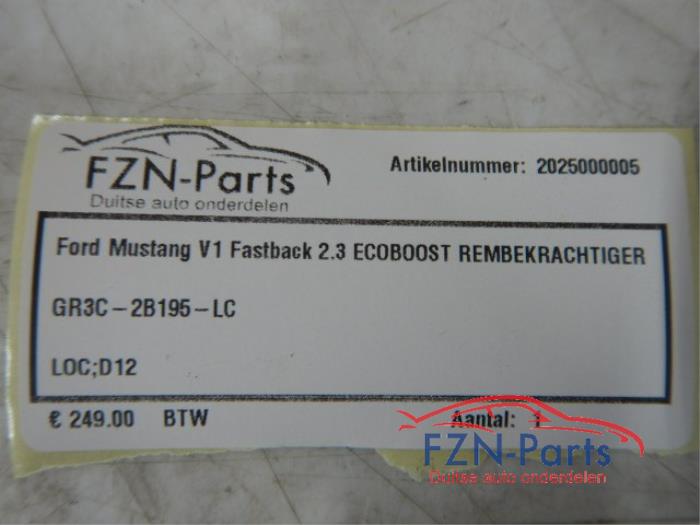 FZN-Parts
Duitse auto onderdelen
Artikelnummer: 2025000005
Ford Mustang V1 Fastback 2.3 ECOBOOST REMBEKRACHTIGER
GR3C-2B195-LC
LOC;D12
€ 249.00 BTW
Aantal: 1
FZN-Parts
Duitse auto onderdelen